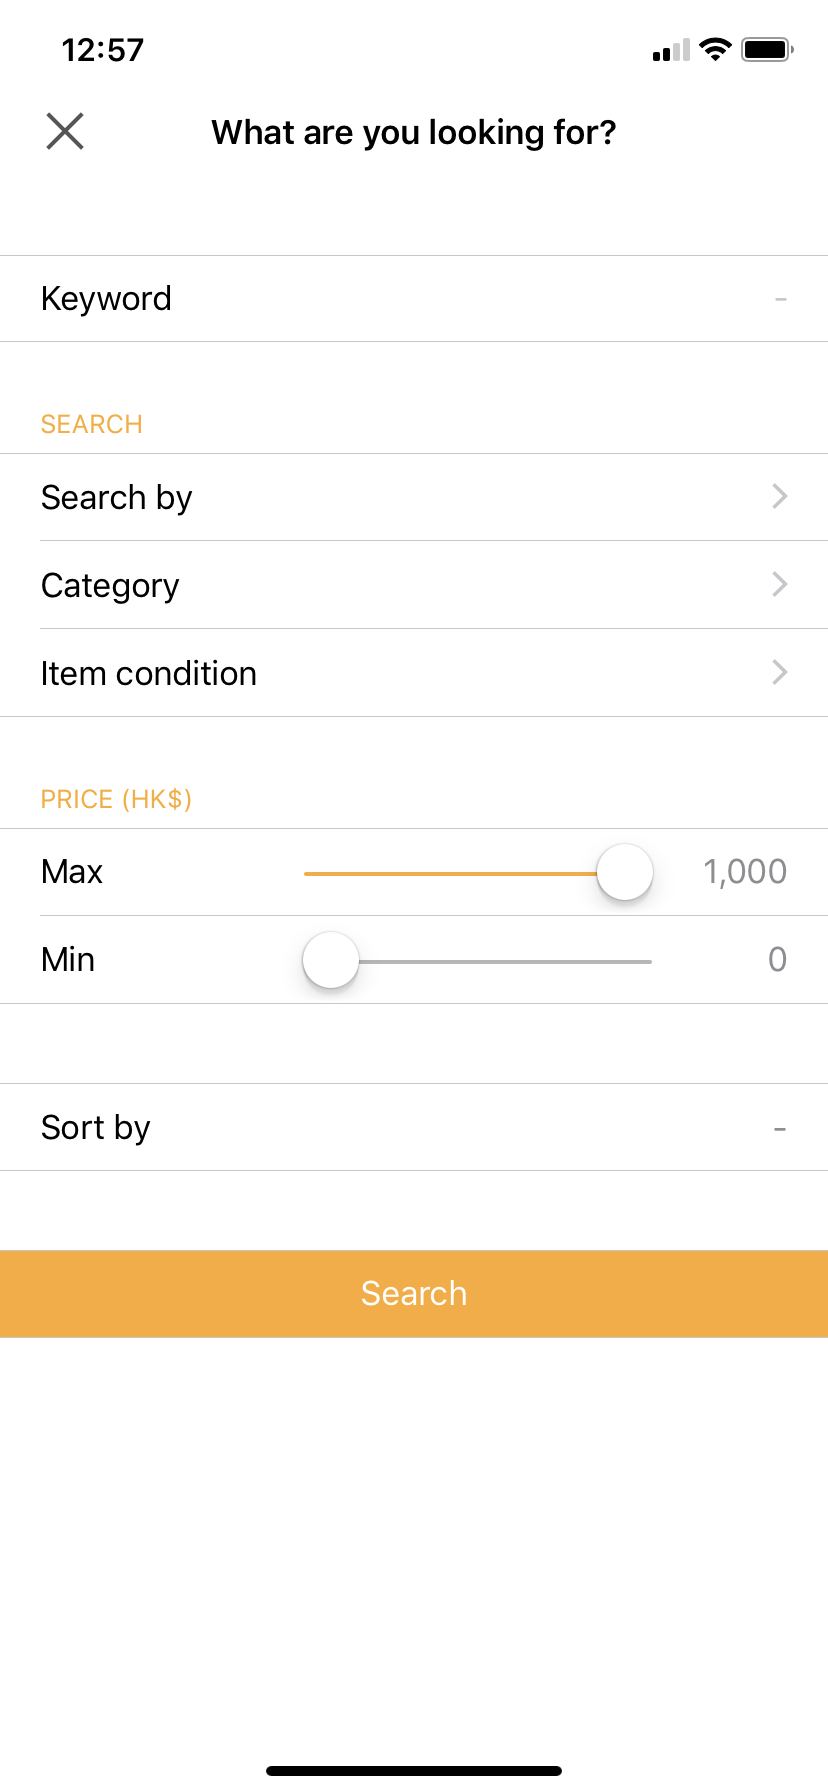 12:57
What are you looking for?
Keyword -
SEARCH
Search by
Category
Item condition
PRICE (HK$)
Max 1,000
Min 0
Sort by -
Search